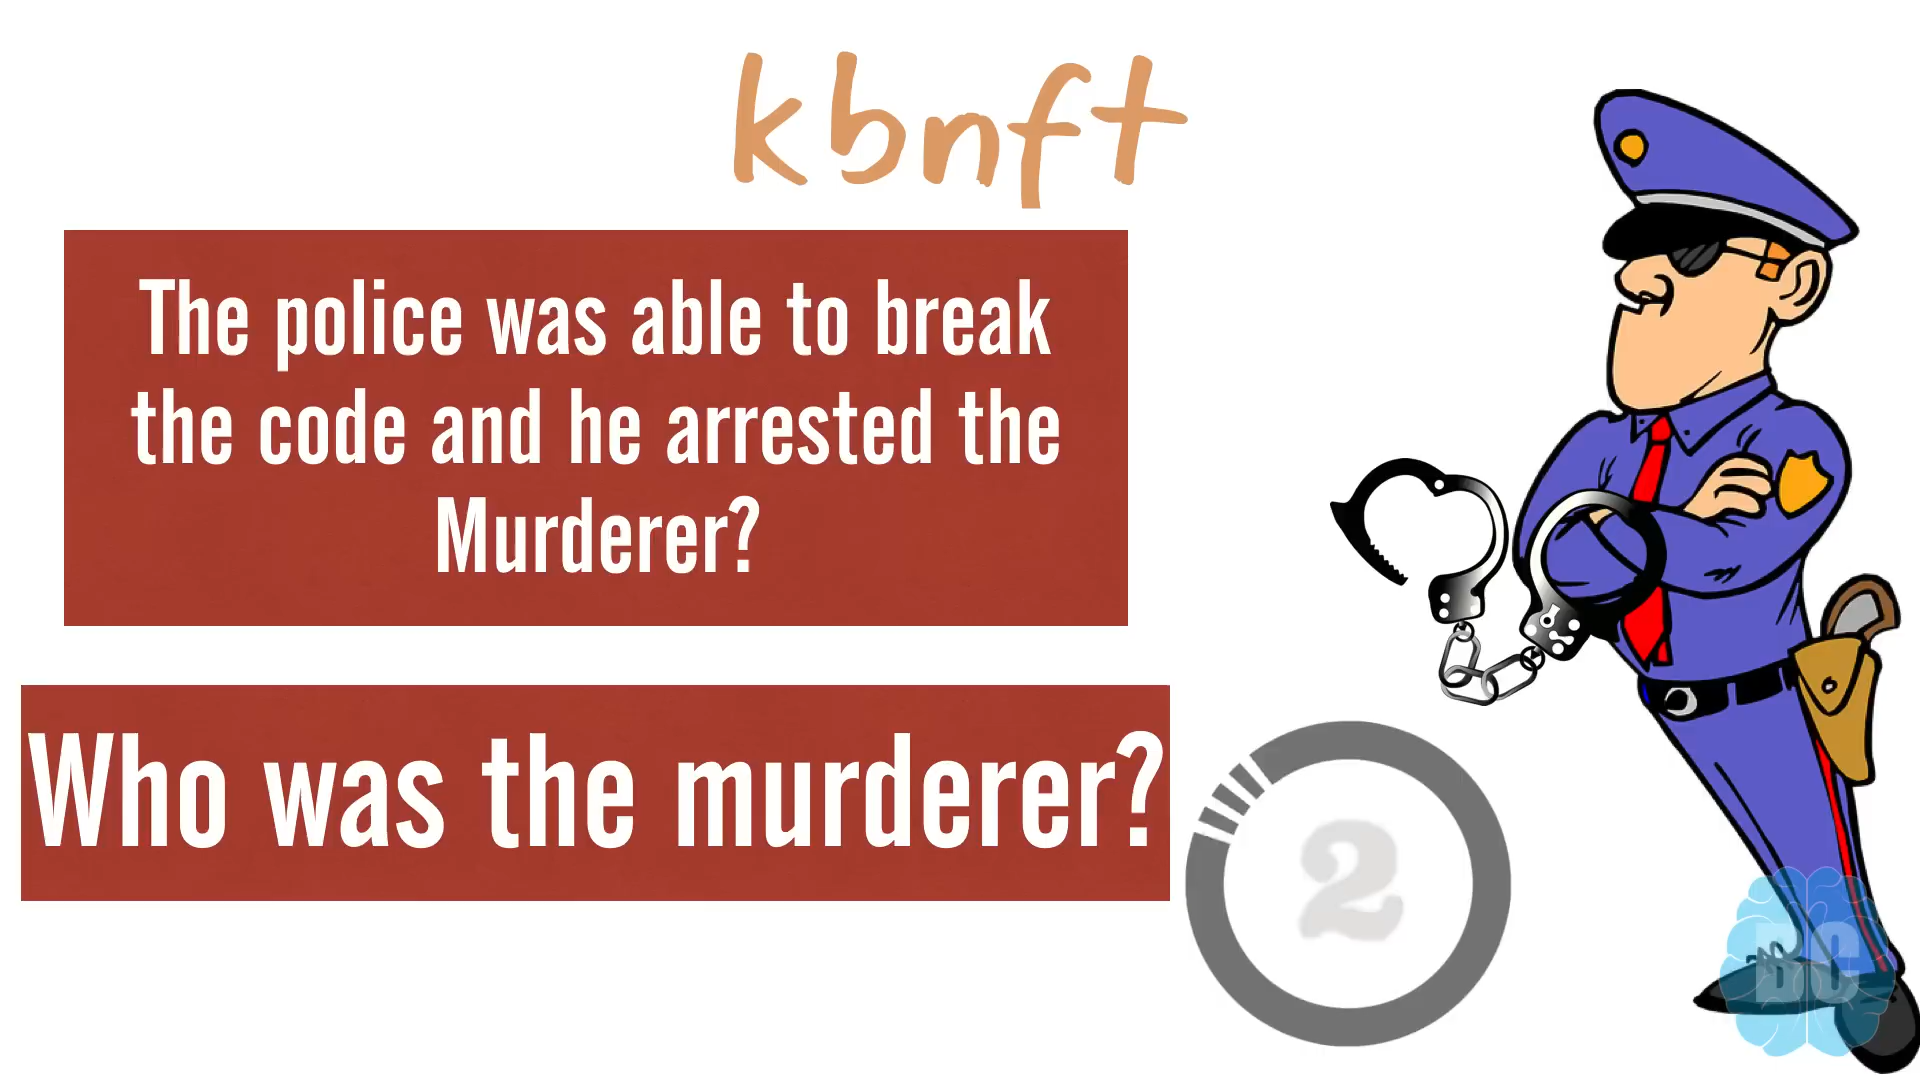 kbnft
The police was able to break
the code and he arrested the
Murderer?
Who was the murderer?
2
BC